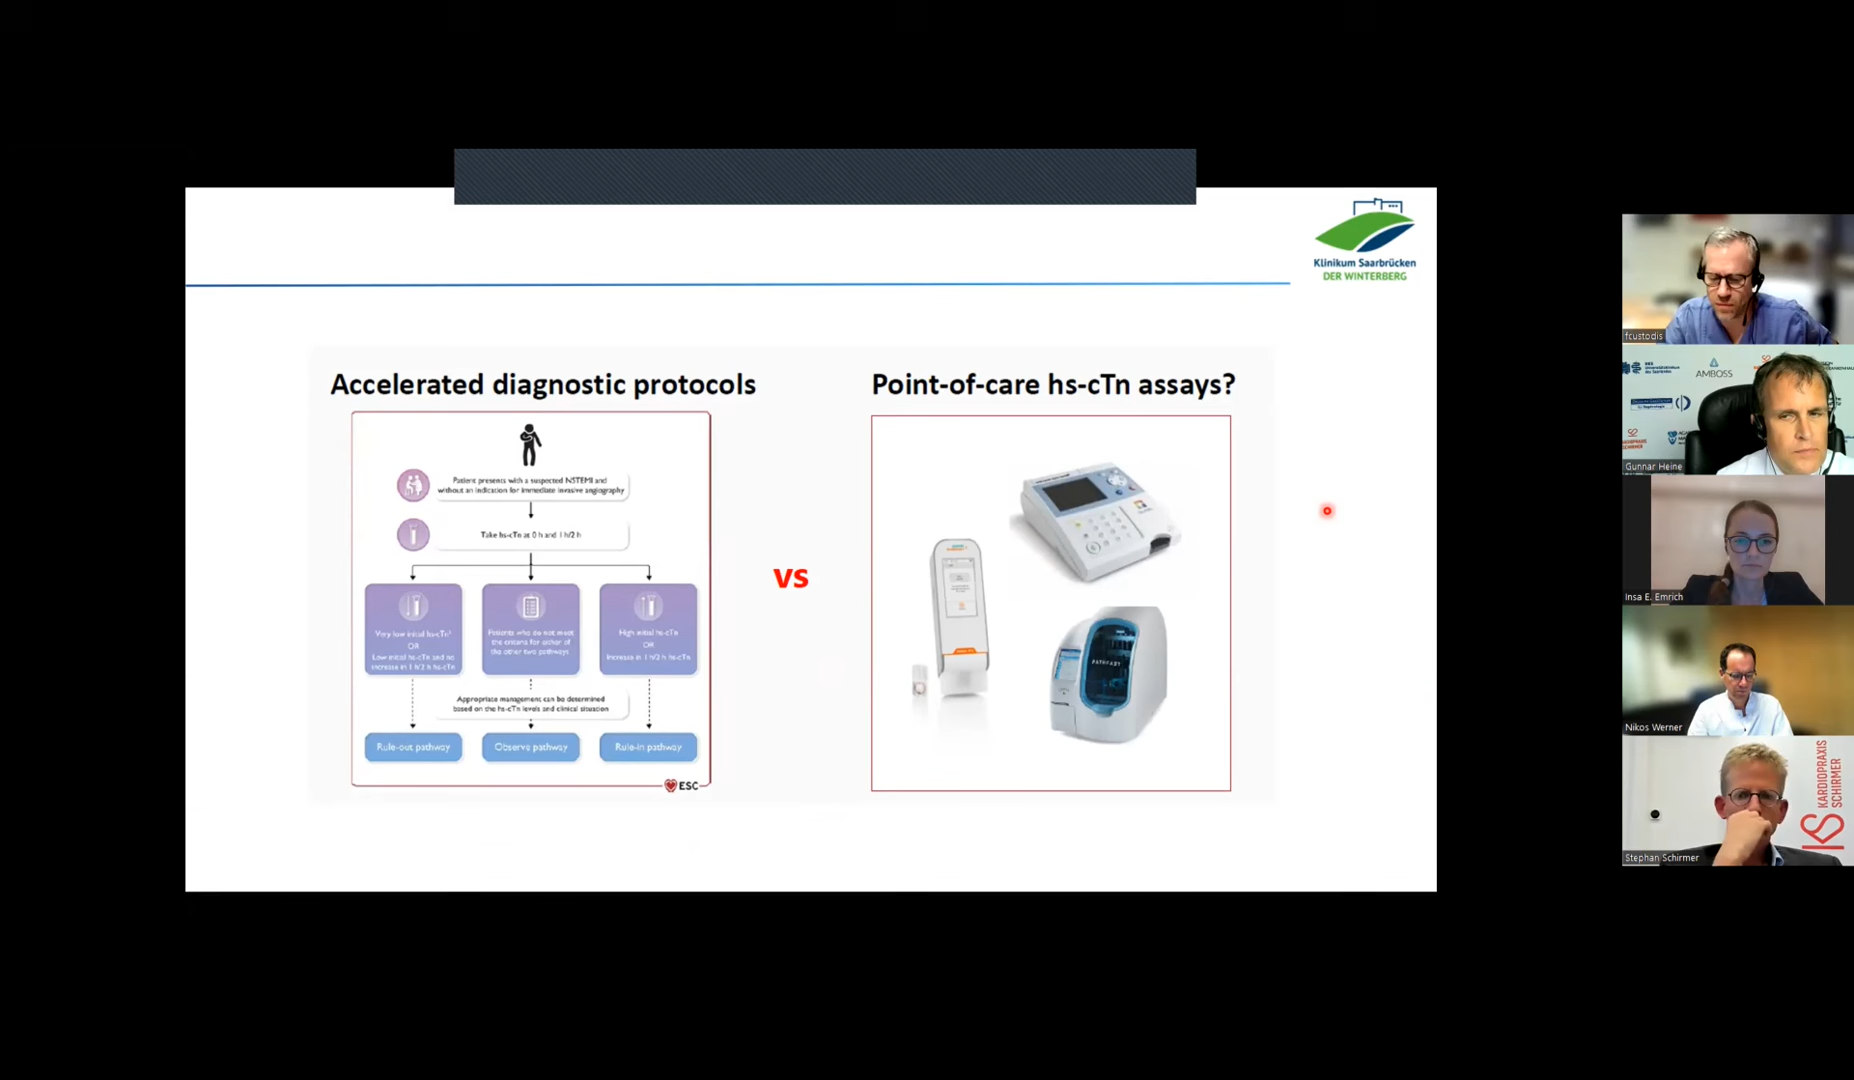 Klinikum Saarbrücken
DER WINTERBERG
Accelerated diagnostic protocols
Patient presents with a suspected NSTEMI and
without an indication for immediate invasive angiography
Take hs-cTn at 0 h and 1 h/2 h
Very low initial hs-cTn
OR
Low initial hs-cTn and no
increase in 1 h/2 h hs-cTn
Patients who do not meet
the criteria for either of
the other two pathways
High initial hs-cTn
OR
Increase in 1 h/2 h hs-cTn
Appropriate management can be determined
based on the hs-cTn levels and clinical situation
Rule-out pathway
Observe pathway
Rule-in pathway
ESC
vs
Point-of-care hs-cTn assays?
PATHFAST
fcustodis
AMBOSS
Gunnar Heine
Insa E. Emrich
Nikos Werner
KARDIOPRAXIS
SCHIRMER
Stephan Schirmer